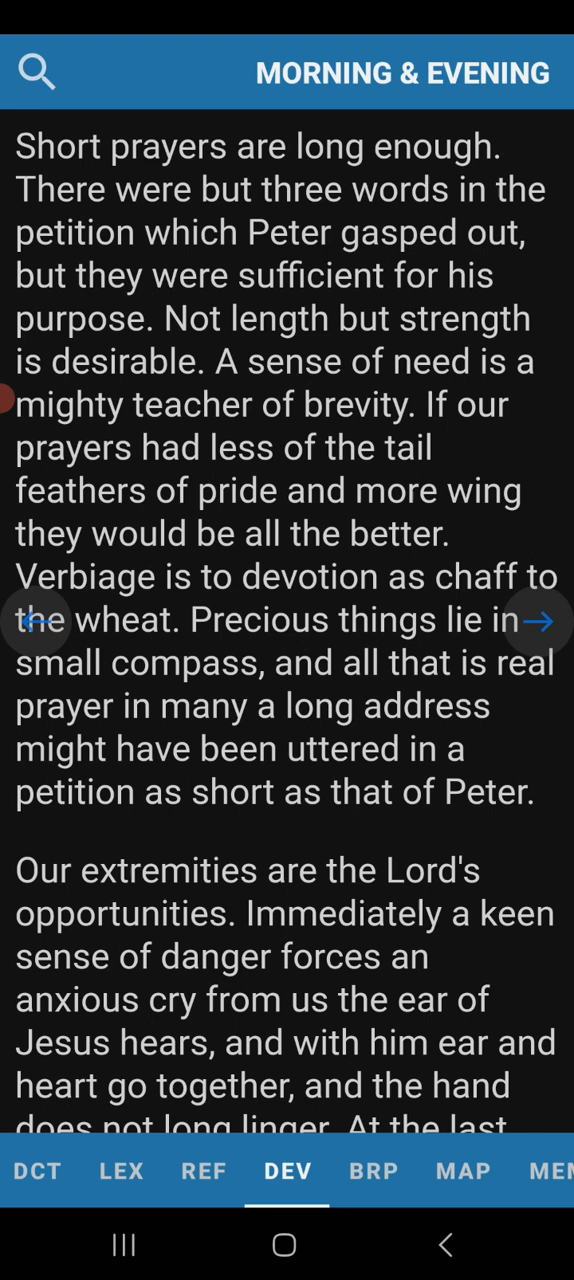 MORNING & EVENING
Short prayers are long enough.
There were but three words in the
petition which Peter gasped out,
but they were sufficient for his
purpose. Not length but strength
is desirable. A sense of need is a
mighty teacher of brevity. If our
prayers had less of the tail
feathers of pride and more wing
they would be all the better.
Verbiage is to devotion as chaff to
the wheat. Precious things lie in
small compass, and all that is real
prayer in many a long address
might have been uttered in a
petition as short as that of Peter.
Our extremities are the Lord's
opportunities. Immediately a keen
sense of danger forces an
anxious cry from us the ear of
Jesus hears, and with him ear and
heart go together, and the hand
does not long linger. At the last
DCT LEX REF DEV BRP MAP